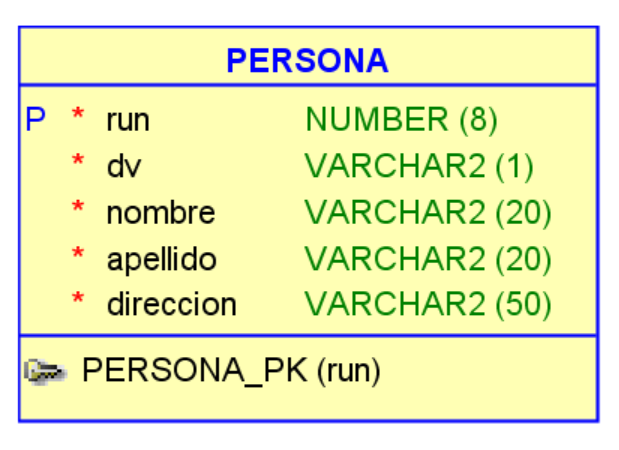 PERSONA
P * run NUMBER (8)
* dv VARCHAR2 (1)
* nombre VARCHAR2 (20)
* apellido VARCHAR2 (20)
* direccion VARCHAR2 (50)
PERSONA_PK (run)